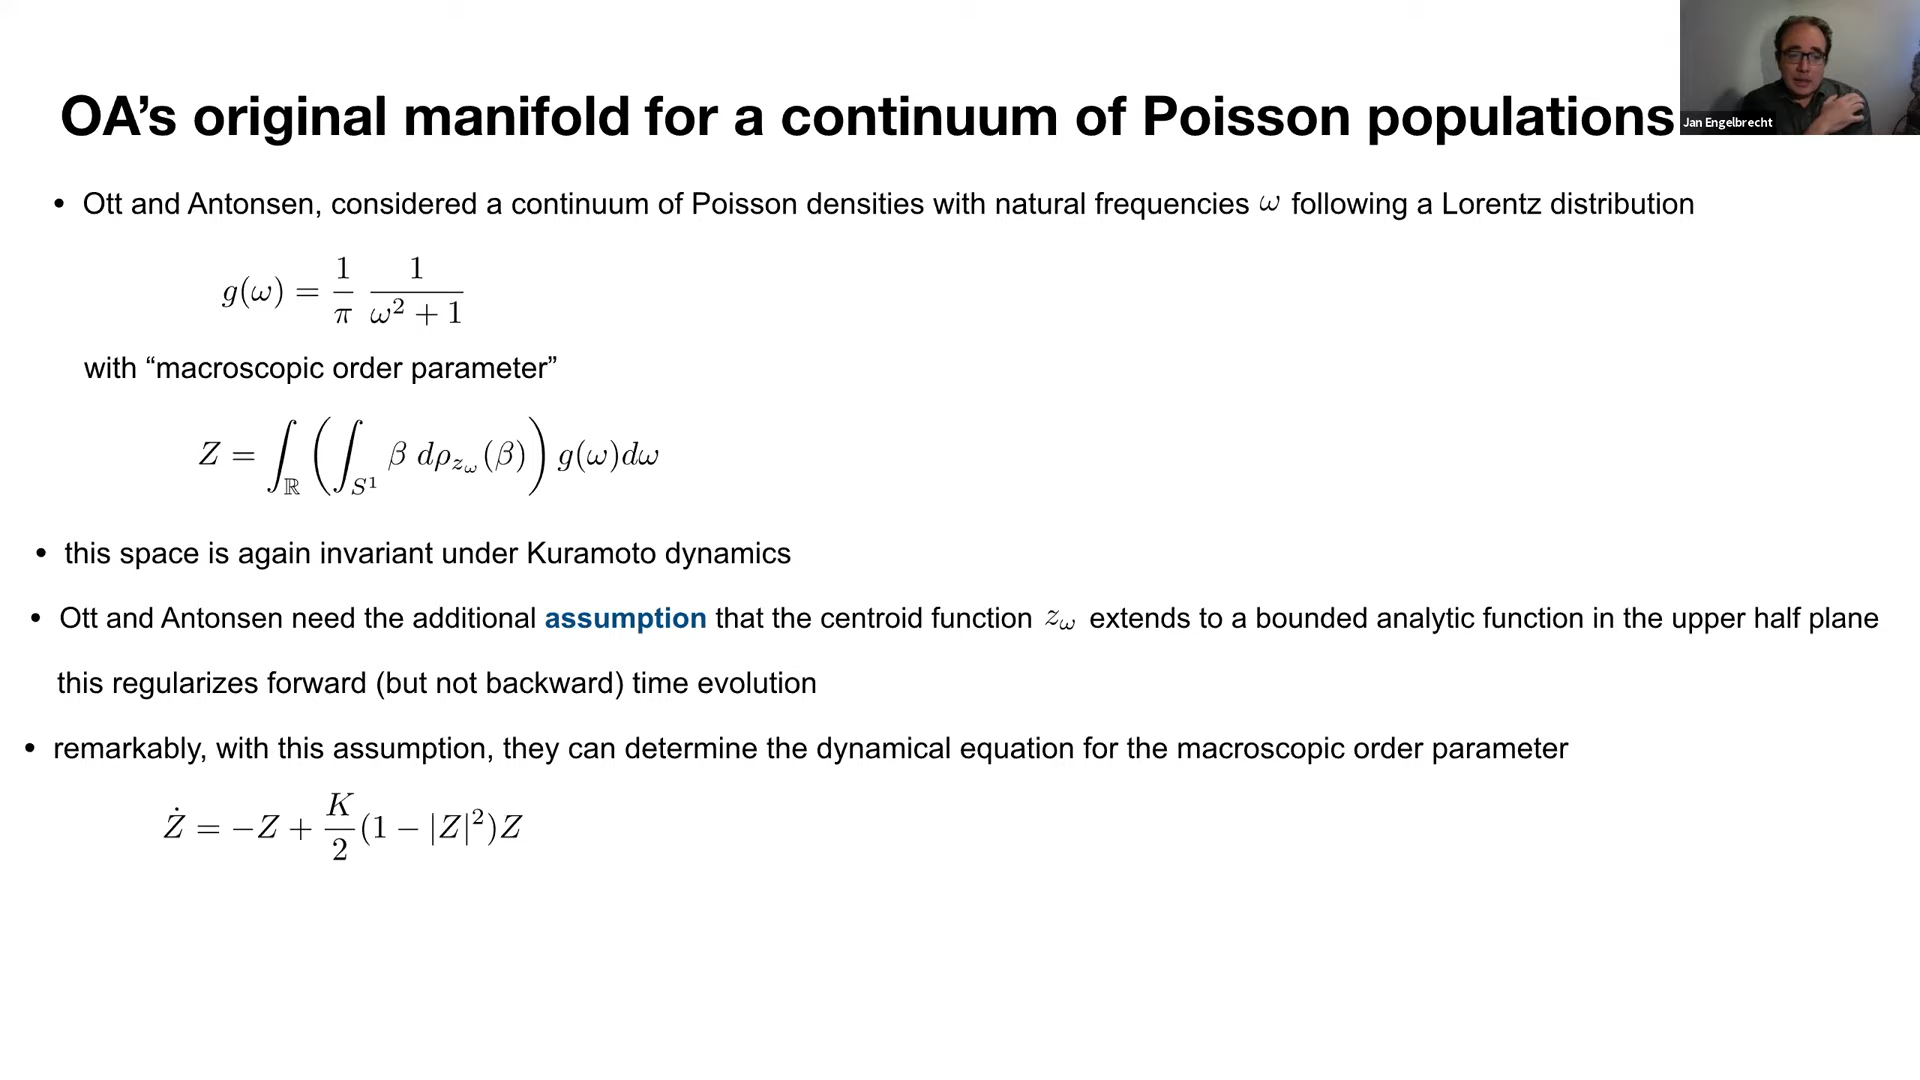 OA’s original manifold for a continuum of Poisson populations
Jan Engelbrecht
• Ott and Antonsen, considered a continuum of Poisson densities with natural frequencies ω following a Lorentz distribution
g(ω) = 1/π 1/(ω² + 1)
with “macroscopic order parameter”
Z = ∫_ℝ (∫_{S¹} β dρ_{z_ω}(β)) g(ω)dω
• this space is again invariant under Kuramoto dynamics
• Ott and Antonsen need the additional assumption that the centroid function z_ω extends to a bounded analytic function in the upper half plane
this regularizes forward (but not backward) time evolution
• remarkably, with this assumption, they can determine the dynamical equation for the macroscopic order parameter
Ż = −Z + K/2 (1 − |Z|²)Z